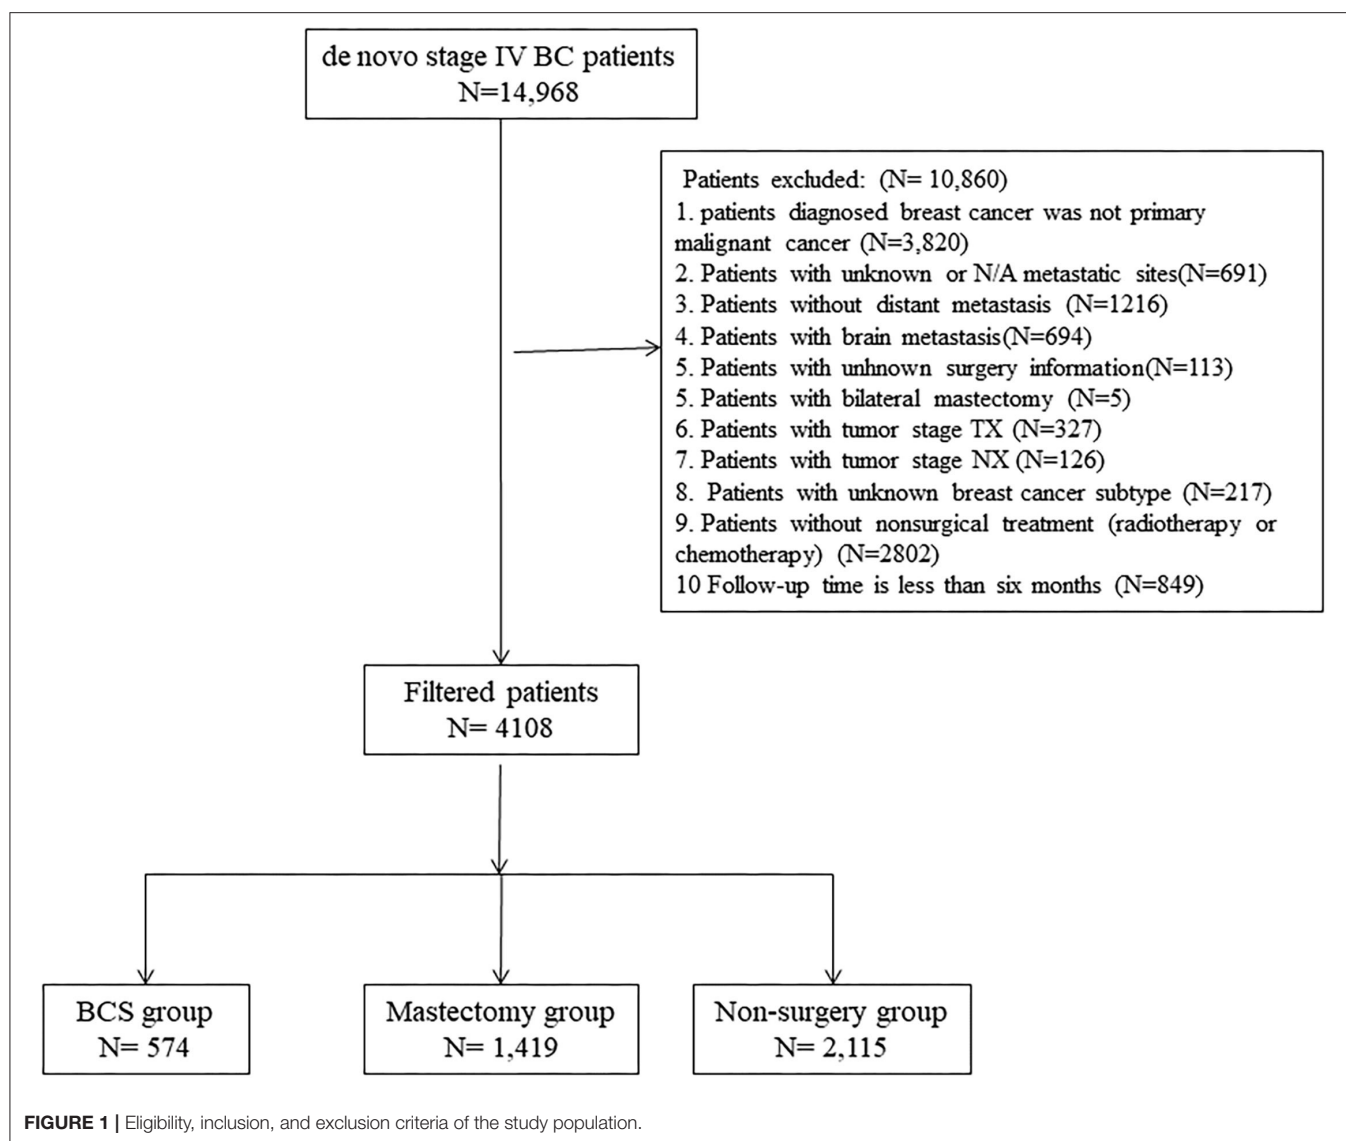 de novo stage IV BC patients
N=14,968
Patients excluded: (N= 10,860)
1. patients diagnosed breast cancer was not primary
malignant cancer (N=3,820)
2. Patients with unknown or N/A metastatic sites(N=691)
3. Patients without distant metastasis (N=1216)
4. Patients with brain metastasis(N=694)
5. Patients with unhnown surgery information(N=113)
5. Patients with bilateral mastectomy (N=5)
6. Patients with tumor stage TX (N=327)
7. Patients with tumor stage NX (N=126)
8. Patients with unknown breast cancer subtype (N=217)
9. Patients without nonsurgical treatment (radiotherapy or
chemotherapy) (N=2802)
10 Follow-up time is less than six months (N=849)
Filtered patients
N= 4108
BCS group
N= 574
Mastectomy group
N= 1,419
Non-surgery group
N= 2,115
FIGURE 1 | Eligibility, inclusion, and exclusion criteria of the study population.